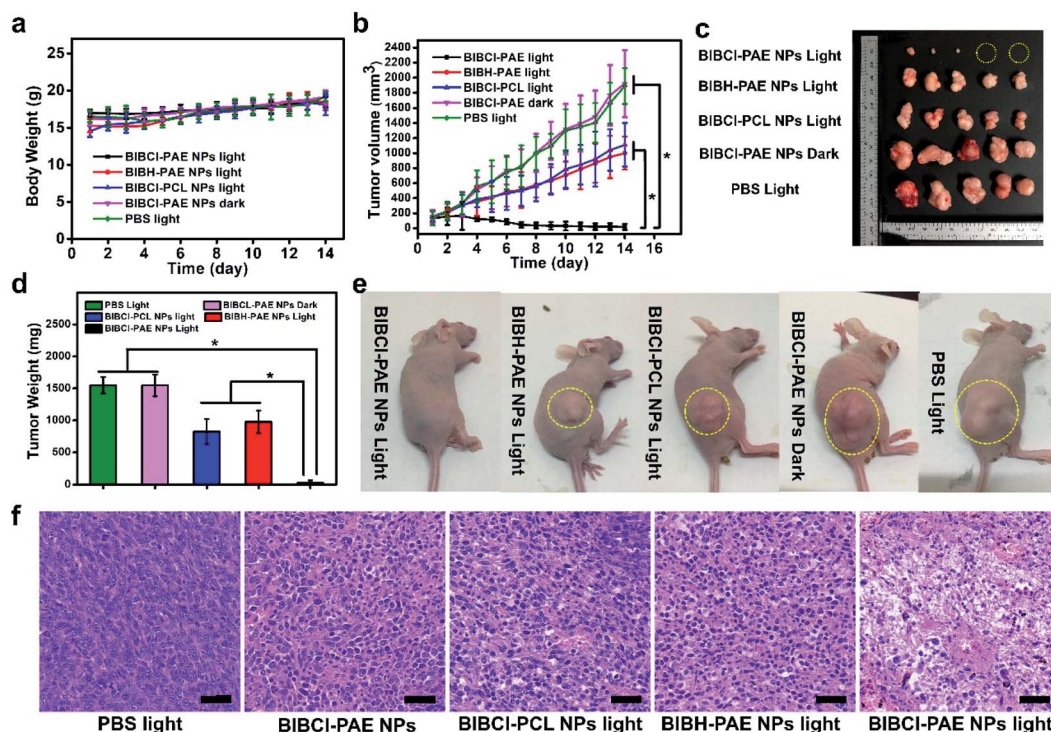 a
Body Weight (g)
25
20
15
10
5
0
BIBCl-PAE NPs light
BIBH-PAE NPs light
BIBCl-PCL NPs light
BIBCl-PAE NPs dark
PBS light
0 2 4 6 8 10 12 14
Time (day)
b
Tumor volume (mm3)
2400
2200
2000
1800
1600
1400
1200
1000
800
600
400
200
0
BIBCl-PAE light
BIBH-PAE light
BIBCl-PCL light
BIBCl-PAE dark
PBS light
*
*
0 2 4 6 8 10 12 14 16
Time (day)
c
BIBCl-PAE NPs Light
BIBH-PAE NPs Light
BIBCl-PCL NPs Light
BIBCl-PAE NPs Dark
PBS Light
d
Tumor Weight (mg)
2500
2000
1500
1000
500
0
PBS Light
BIBCL-PAE NPs Dark
BIBCl-PCL NPs light
BIBH-PAE NPs Light
BIBCl-PAE NPs Light
*
*
e
BIBCl-PAE NPs Light
BIBH-PAE NPs Light
BIBCl-PCL NPs Light
BIBCl-PAE NPs Dark
PBS Light
f
PBS light
BIBCl-PAE NPs
BIBCl-PCL NPs light
BIBH-PAE NPs light
BIBCl-PAE NPs light